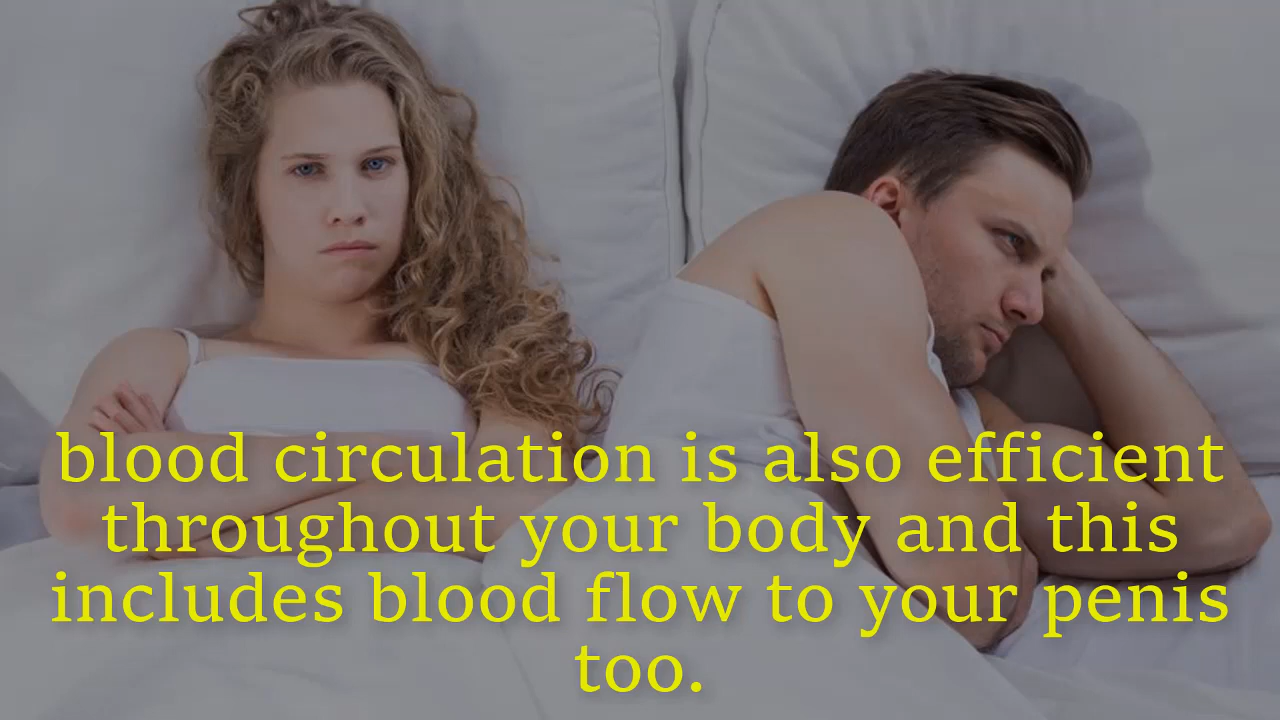 blood circulation is also efficient
throughout your body and this
includes blood flow to your penis
too.